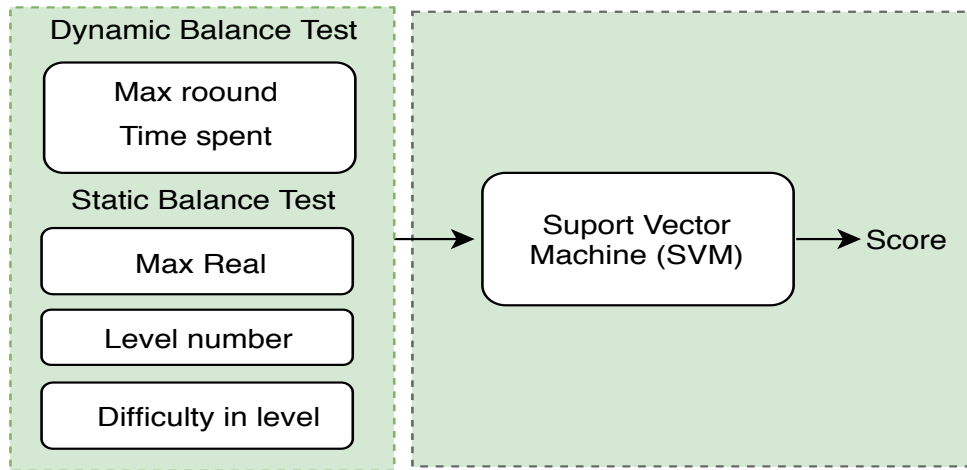 Dynamic Balance Test
Max roound
Time spent
Static Balance Test
Max Real
Level number
Difficulty in level
Suport Vector
Machine (SVM)
Score